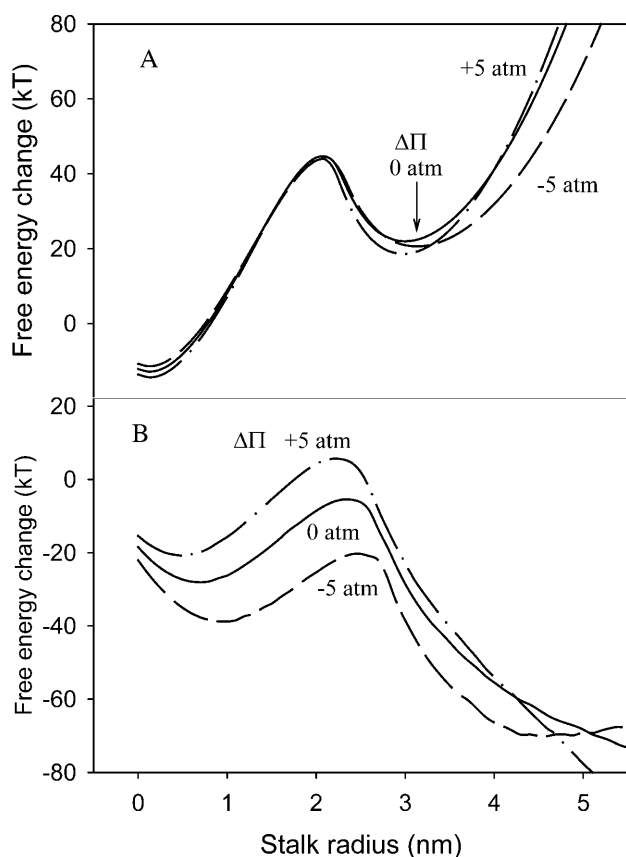 80
A
+5 atm
60
Free energy change (kT)
ΔΠ
0 atm
40
-5 atm
20
0
20
B
ΔΠ +5 atm
0
Free energy change (kT)
0 atm
-20
-5 atm
-40
-60
-80
0 1 2 3 4 5
Stalk radius (nm)